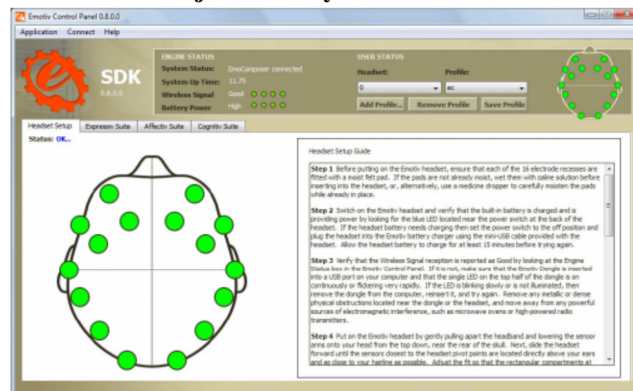 Emotiv Control Panel 0.8.0.0
Application Connect Help
SDK
0.8.0.0
ENGINE STATUS
System Status: EmoComposer connected
System Up Time: 11.75
Wireless Signal Good
Battery Power High
USER STATUS
Headset: Profile:
0 ec
Add Profile... Remove Profile Save Profile
Headset Setup Expressiv Suite Affectiv Suite Cognitiv Suite
Status: OK...
Headset Setup Guide
Step 1 Before putting on the Emotiv headset, ensure that each of the 16 electrode recesses are
fitted with a moist felt pad. If the pads are not already moist, wet them with saline solution before
inserting into the headset, or, alternatively, use a medicine dropper to carefully moisten the pads
while already in place.
Step 2 Switch on the Emotiv headset and verify that the built-in battery is charged and is
providing power by looking for the blue LED located near the power switch at the back of the
headset. If the headset battery needs charging then set the power switch to the off position and
plug the headset into the Emotiv battery charger using the mini-USB cable provided with the
headset. Allow the headset battery to charge for at least 15 minutes before trying again.
Step 3 Verify that the Wireless Signal reception is reported as Good by looking at the Engine
Status box in the Emotiv Control Panel. If it is not, make sure that the Emotiv Dongle is inserted
into a USB port on your computer and that the single LED on the top half of the dongle is on
continuously or flickering very rapidly. If the LED is blinking slowly or is not illuminated, then
remove the dongle from the computer, reinsert it, and try again. Remove any metallic or dense
physical obstructions located near the dongle or the headset, and move away from any powerful
sources of electromagnetic interference, such as microwave ovens or high-powered radio
transmitters.
Step 4 Put on the Emotiv headset by gently pulling apart the headband and lowering the sensor
arms onto your head from the top down, near the rear of the skull. Next, slide the headset
forward until the sensors closest to the headset pivot points are located directly above your ears
and as close to your hairline as possible. Adjust the fit so that the rectangular compartments at